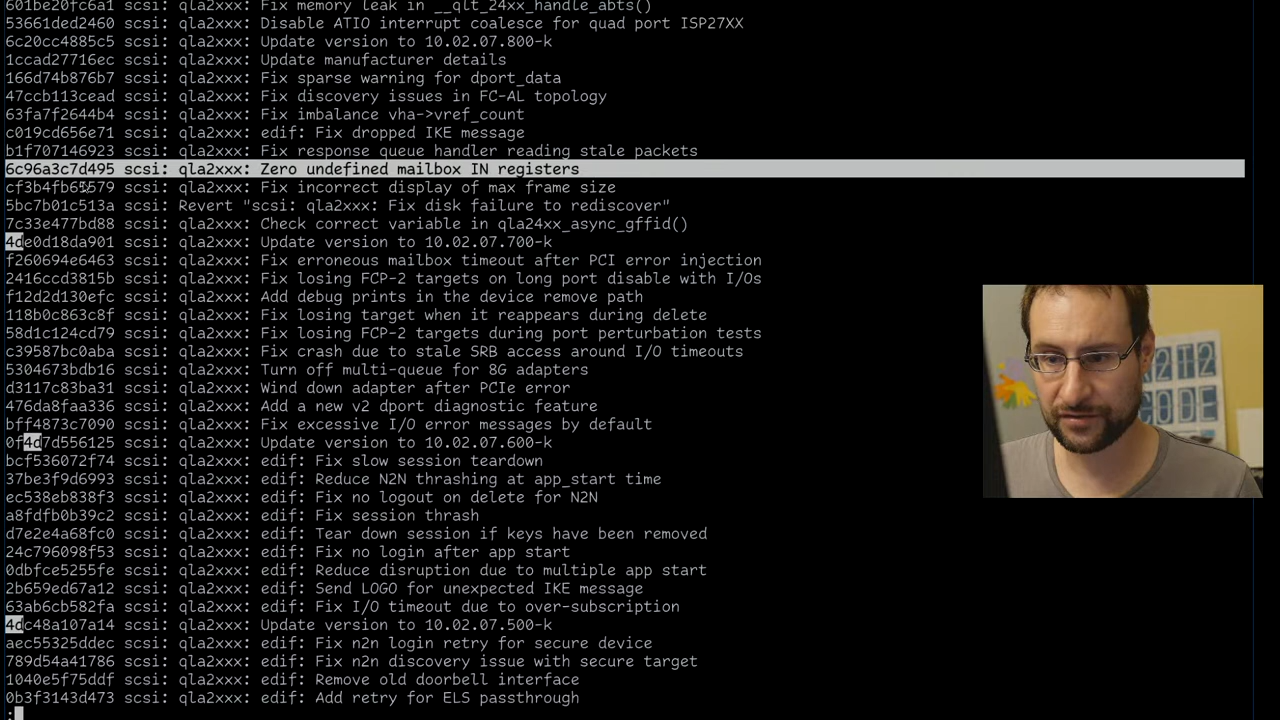 601be20fc6a1 scsi: qla2xxx: Fix memory leak in __qlt_24xx_handle_abts()
53661ded2460 scsi: qla2xxx: Disable ATIO interrupt coalesce for quad port ISP27XX
6c20cc4885c5 scsi: qla2xxx: Update version to 10.02.07.800-k
1ccad27716ec scsi: qla2xxx: Update manufacturer details
166d74b876b7 scsi: qla2xxx: Fix sparse warning for dport_data
47ccb113cead scsi: qla2xxx: Fix discovery issues in FC-AL topology
63fa7f2644b4 scsi: qla2xxx: Fix imbalance vha->vref_count
c019cd656e71 scsi: qla2xxx: edif: Fix dropped IKE message
b1f707146923 scsi: qla2xxx: Fix response queue handler reading stale packets
6c96a3c7d495 scsi: qla2xxx: Zero undefined mailbox IN registers
cf3b4fb65579 scsi: qla2xxx: Fix incorrect display of max frame size
5bc7b01c513a scsi: Revert "scsi: qla2xxx: Fix disk failure to rediscover"
7c33e477bd88 scsi: qla2xxx: Check correct variable in qla24xx_async_gffid()
4de0d18da901 scsi: qla2xxx: Update version to 10.02.07.700-k
f260694e6463 scsi: qla2xxx: Fix erroneous mailbox timeout after PCI error injection
2416ccd3815b scsi: qla2xxx: Fix losing FCP-2 targets on long port disable with I/Os
f12d2d130efc scsi: qla2xxx: Add debug prints in the device remove path
118b0c863c8f scsi: qla2xxx: Fix losing target when it reappears during delete
58d1c124cd79 scsi: qla2xxx: Fix losing FCP-2 targets during port perturbation tests
c39587bc0aba scsi: qla2xxx: Fix crash due to stale SRB access around I/O timeouts
5304673bdb16 scsi: qla2xxx: Turn off multi-queue for 8G adapters
d3117c83ba31 scsi: qla2xxx: Wind down adapter after PCIe error
476da8faa336 scsi: qla2xxx: Add a new v2 dport diagnostic feature
bff4873c7090 scsi: qla2xxx: Fix excessive I/O error messages by default
0f4d7d556125 scsi: qla2xxx: Update version to 10.02.07.600-k
bcf536072f74 scsi: qla2xxx: edif: Fix slow session teardown
37be3f9d6993 scsi: qla2xxx: edif: Reduce N2N thrashing at app_start time
ec538eb838f3 scsi: qla2xxx: edif: Fix no logout on delete for N2N
a8fdfb0b39c2 scsi: qla2xxx: edif: Fix session thrash
d7e2e4a68fc0 scsi: qla2xxx: edif: Tear down session if keys have been removed
24c796098f53 scsi: qla2xxx: edif: Fix no login after app start
0dbfce5255fe scsi: qla2xxx: edif: Reduce disruption due to multiple app start
2b659ed67a12 scsi: qla2xxx: edif: Send LOGO for unexpected IKE message
63ab6cb582fa scsi: qla2xxx: edif: Fix I/O timeout due to over-subscription
4dc48a107a14 scsi: qla2xxx: Update version to 10.02.07.500-k
aec55325ddec scsi: qla2xxx: edif: Fix n2n login retry for secure device
789d54a41786 scsi: qla2xxx: edif: Fix n2n discovery issue with secure target
1040e5f75ddf scsi: qla2xxx: edif: Remove old doorbell interface
0b3f3143d473 scsi: qla2xxx: edif: Add retry for ELS passthrough
: